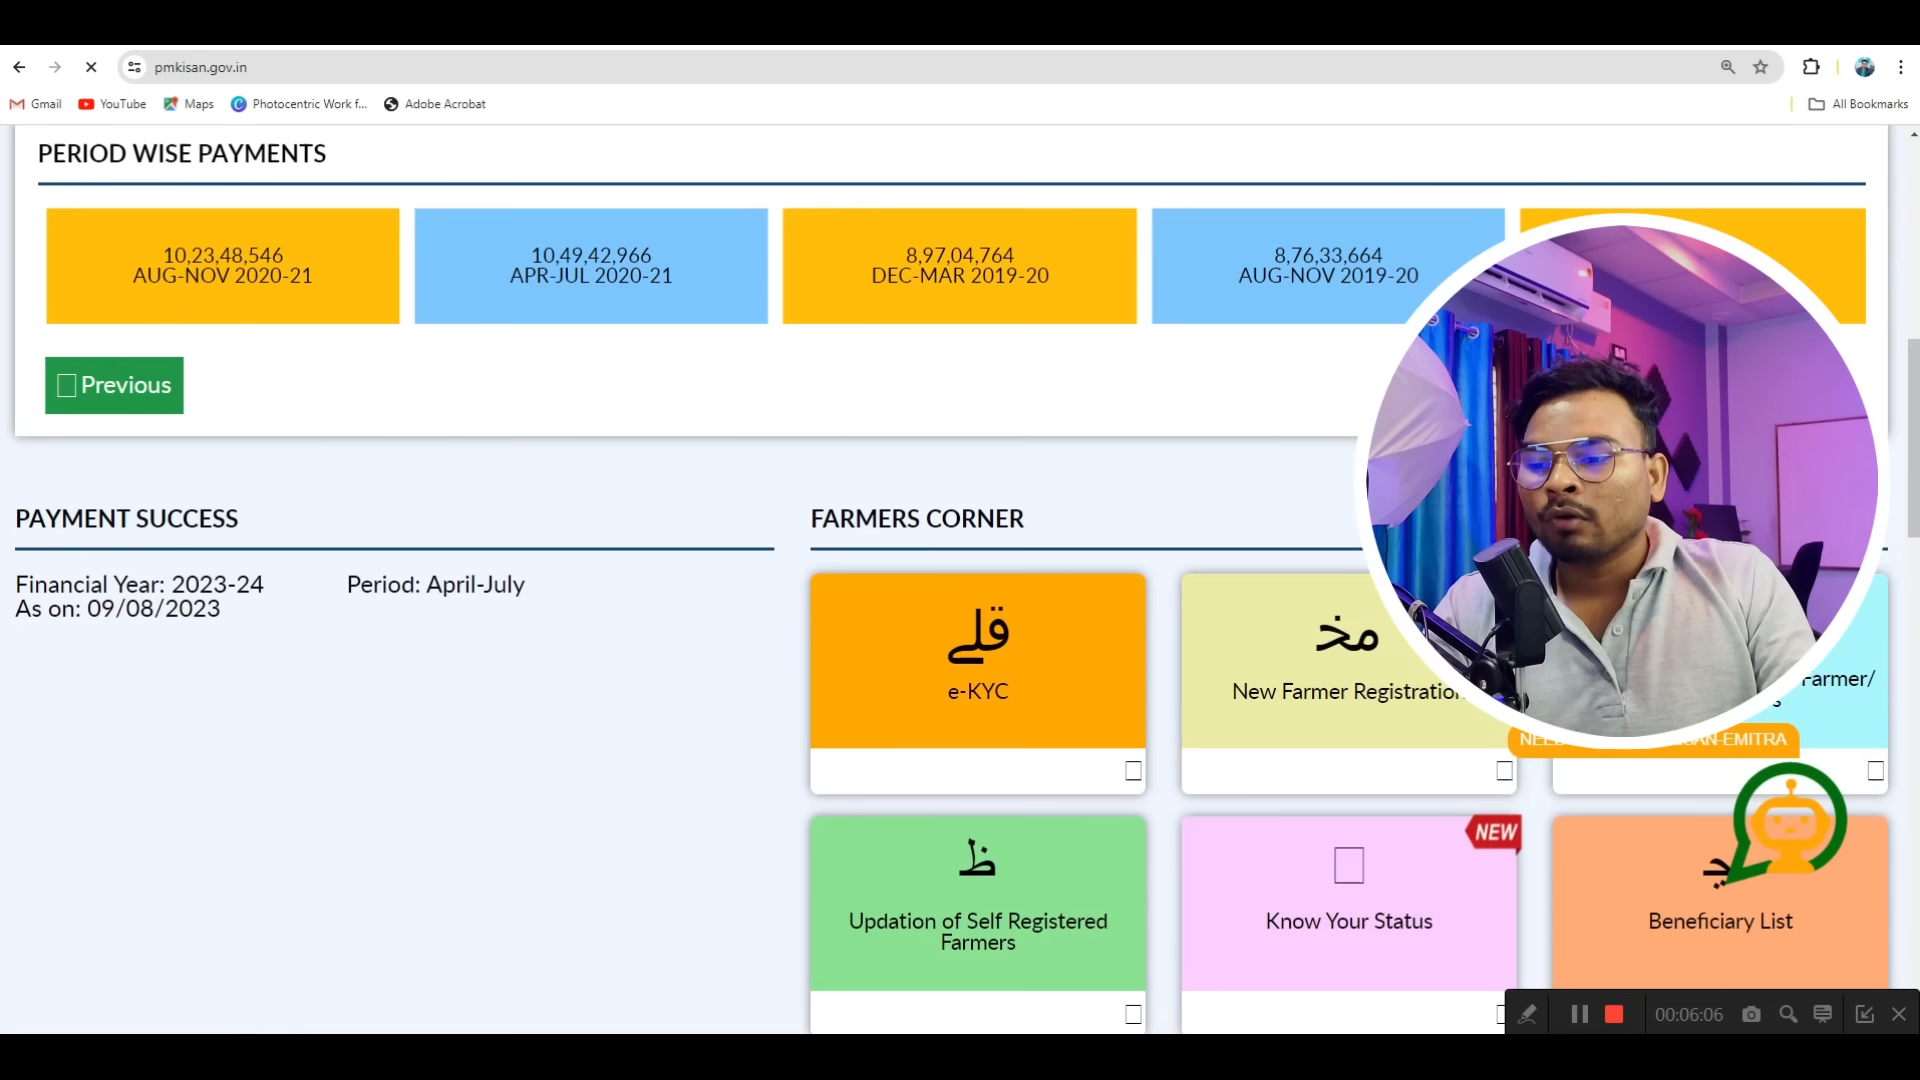 pmkisan.gov.in
Gmail
YouTube
Maps
Photocentric Work f...
Adobe Acrobat
All Bookmarks
PERIOD WISE PAYMENTS
10,23,48,546
AUG-NOV 2020-21
10,49,42,966
APR-JUL 2020-21
8,97,04,764
DEC-MAR 2019-20
8,76,33,664
AUG-NOV 2019-20
Previous
PAYMENT SUCCESS
Financial Year: 2023-24
Period: April-July
As on: 09/08/2023
FARMERS CORNER
قلے
e-KYC
مخ
New Farmer Registration
Farmer/
EMITRA
ظ
Updation of Self Registered
Farmers
NEW
Know Your Status
Beneficiary List
00:06:06